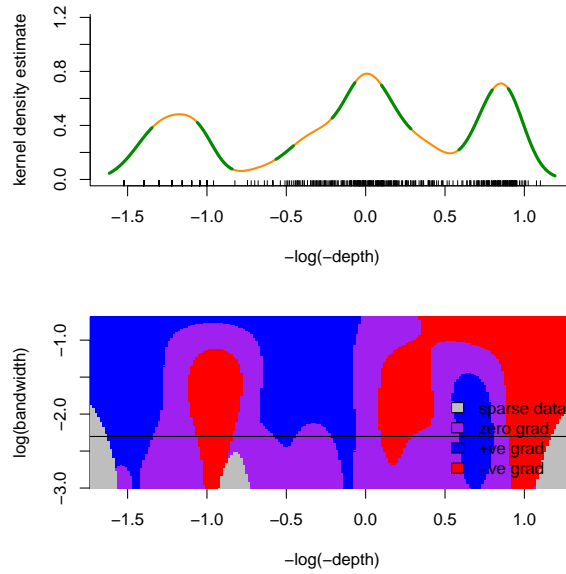 kernel density estimate
1.2
0.8
0.4
0.0
−1.5 −1.0 −0.5 0.0 0.5 1.0
−log(−depth)
log(bandwidth)
−1.0
−2.0
−3.0
sparse data
zero grad
+ve grad
−ve grad
−1.5 −1.0 −0.5 0.0 0.5 1.0
−log(−depth)